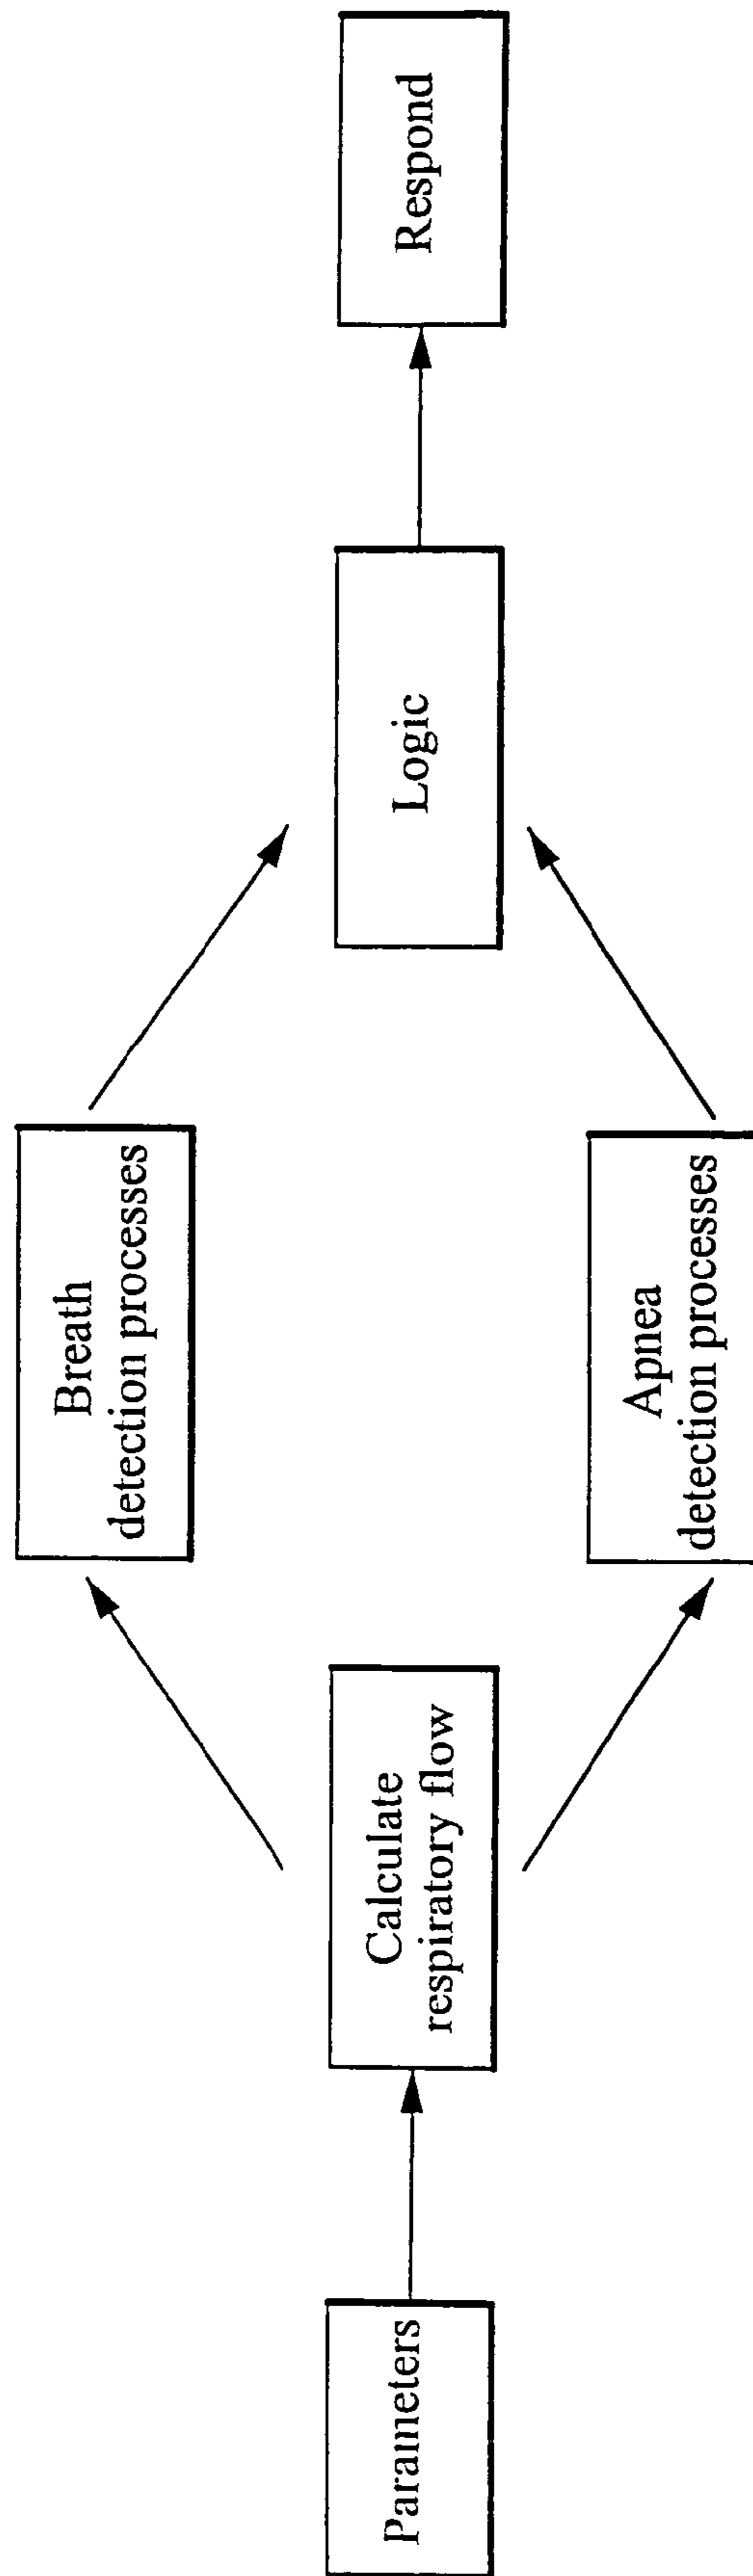 Parameters
Calculate
respiratory flow
Breath
detection processes
Apnea
detection processes
Logic
Respond